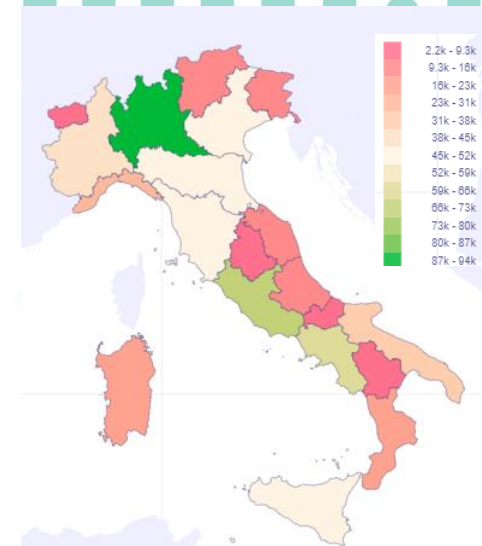 2.2k - 9.3k
9.3k - 16k
16k - 23k
23k - 31k
31k - 38k
38k - 45k
45k - 52k
52k - 59k
59k - 66k
66k - 73k
73k - 80k
80k - 87k
87k - 94k